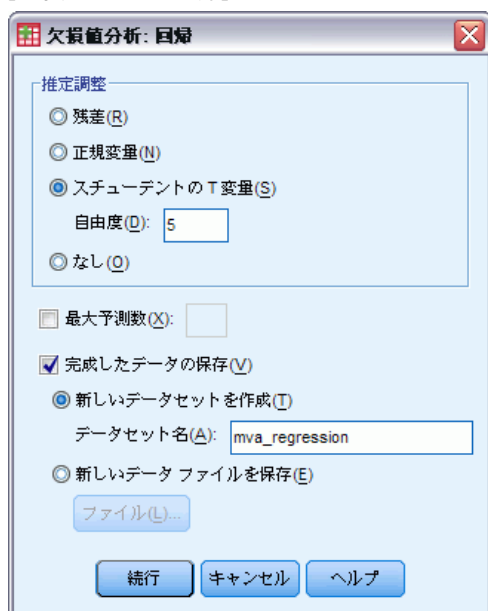 欠損値分析: 回帰
推定調整
残差(R)
正規変量(N)
スチューデントの T 変量(S)
自由度(D): 5
なし(O)
最大予測数(X):
完成したデータの保存(V)
新しいデータセットを作成(T)
データセット名(A): mva_regression
新しいデータ ファイルを保存(E)
ファイル(L)...
続行 キャンセル ヘルプ